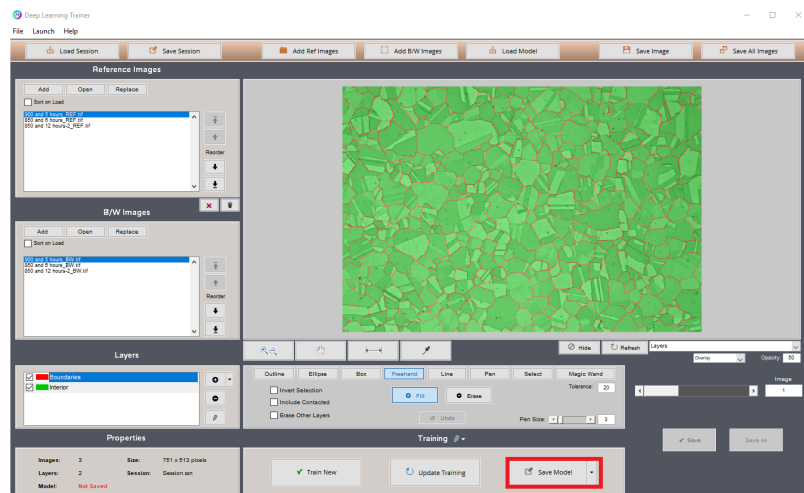 Deep Learning Trainer
File Launch Help
Load Session Save Session Add Ref Images Add B/W Images Load Model Save Image Save All Images
Reference Images
Add Open Replace
Sort on Load
900 and 5 hours_REF.tif
850 and 6 hours_REF.tif
850 and 12 hours-2_REF.tif
Reorder
B/W Images
Add Open Replace
Sort on Load
900 and 5 hours_BW.tif
850 and 6 hours_BW.tif
850 and 12 hours-2_BW.tif
Reorder
Hide Refresh Layers
Overlay Opacity: 50
Layers
Boundaries
Interior
Outline Ellipse Box Freehand Line Pen Select Magic Wand
Invert Selection
Include Contacted
Erase Other Layers
Fill Erase
Undo
Tolerance: 20
Pen Size: 3
Image
1
Save Save As
Properties
Images: 3 Size: 751 x 513 pixels
Layers: 2 Session: Session.ssn
Model: Not Saved
Training
Train New Update Training Save Model